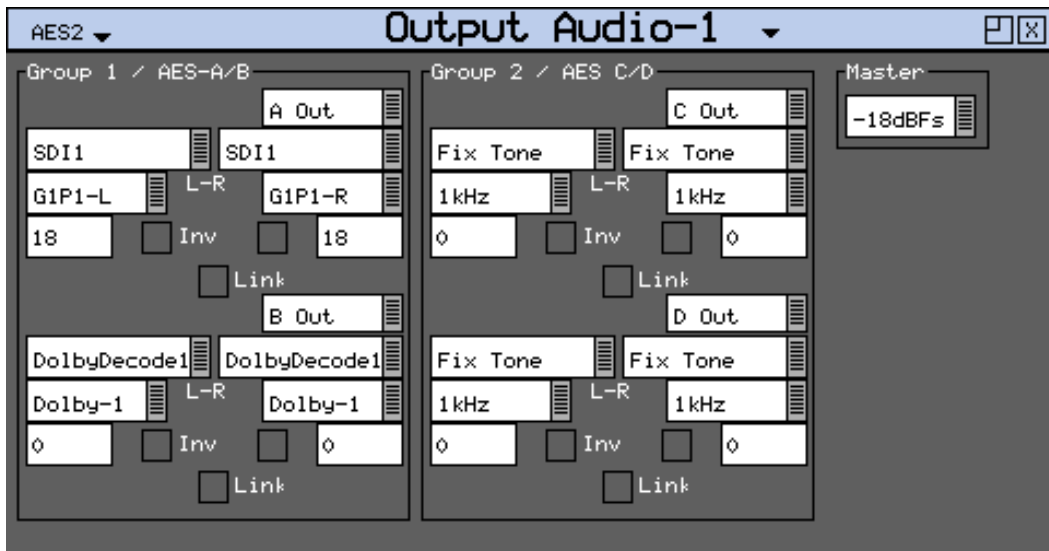 AES2 Output Audio-1 X
Group 1 / AES-A/B
A Out
SDI1 SDI1
G1P1-L L-R G1P1-R
18 Inv 18
Link
B Out
DolbyDecode1 DolbyDecode1
Dolby-1 L-R Dolby-1
0 Inv 0
Link
Group 2 / AES C/D
C Out
Fix Tone Fix Tone
1kHz L-R 1kHz
0 Inv 0
Link
D Out
Fix Tone Fix Tone
1kHz L-R 1kHz
0 Inv 0
Link
Master
-18dBFs